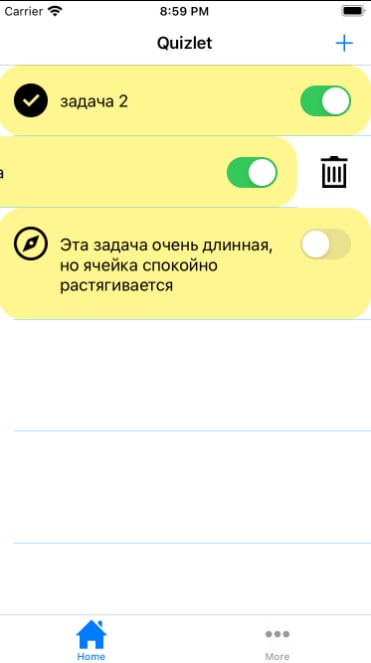 Carrier 8:59 PM
Quizlet
задача 2
а
Эта задача очень длинная,
но ячейка спокойно
растягивается
Home More